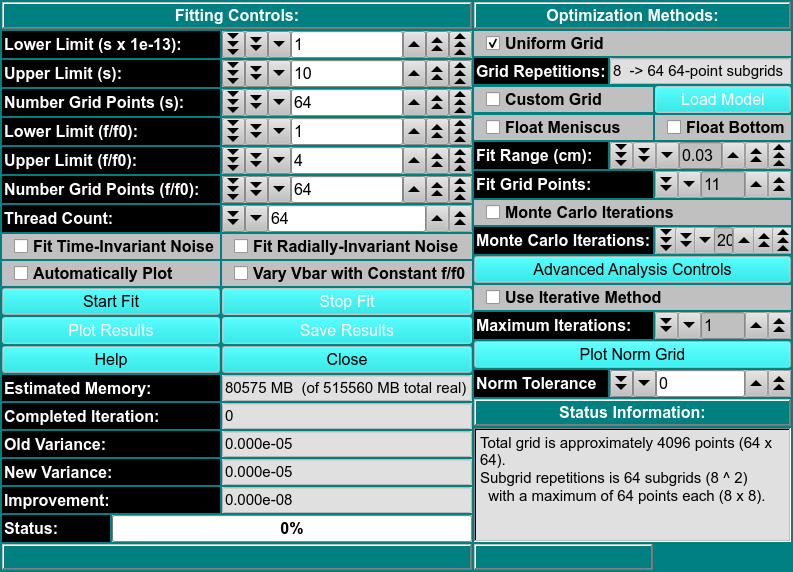 Fitting Controls:
Lower Limit (s x 1e-13):
1
Upper Limit (s):
10
Number Grid Points (s):
64
Lower Limit (f/f0):
1
Upper Limit (f/f0):
4
Number Grid Points (f/f0):
64
Thread Count:
64
Fit Time-Invariant Noise
Fit Radially-Invariant Noise
Automatically Plot
Vary Vbar with Constant f/f0
Start Fit
Stop Fit
Plot Results
Save Results
Help
Close
Estimated Memory:
80575 MB (of 515560 MB total real)
Completed Iteration:
0
Old Variance:
0.000e-05
New Variance:
0.000e-05
Improvement:
0.000e-08
Status:
0%
Optimization Methods:
Uniform Grid
Grid Repetitions:
8 -> 64 64-point subgrids
Custom Grid
Load Model
Float Meniscus
Float Bottom
Fit Range (cm):
0.03
Fit Grid Points:
11
Monte Carlo Iterations
Monte Carlo Iterations:
20
Advanced Analysis Controls
Use Iterative Method
Maximum Iterations:
1
Plot Norm Grid
Norm Tolerance
0
Status Information:
Total grid is approximately 4096 points (64 x
64).
Subgrid repetitions is 64 subgrids (8 ^ 2)
with a maximum of 64 points each (8 x 8).